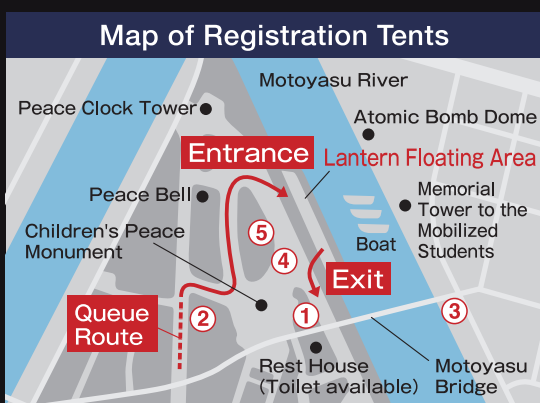 Map of Registration Tents
Motoyasu River
Peace Clock Tower
Atomic Bomb Dome
Entrance
Lantern Floating Area
Peace Bell
Memorial
Tower to the
Mobilized
Students
Children's Peace
Monument
5
Boat
4
Exit
Queue
Route
2
1
3
Rest House
(Toilet available)
Motoyasu
Bridge